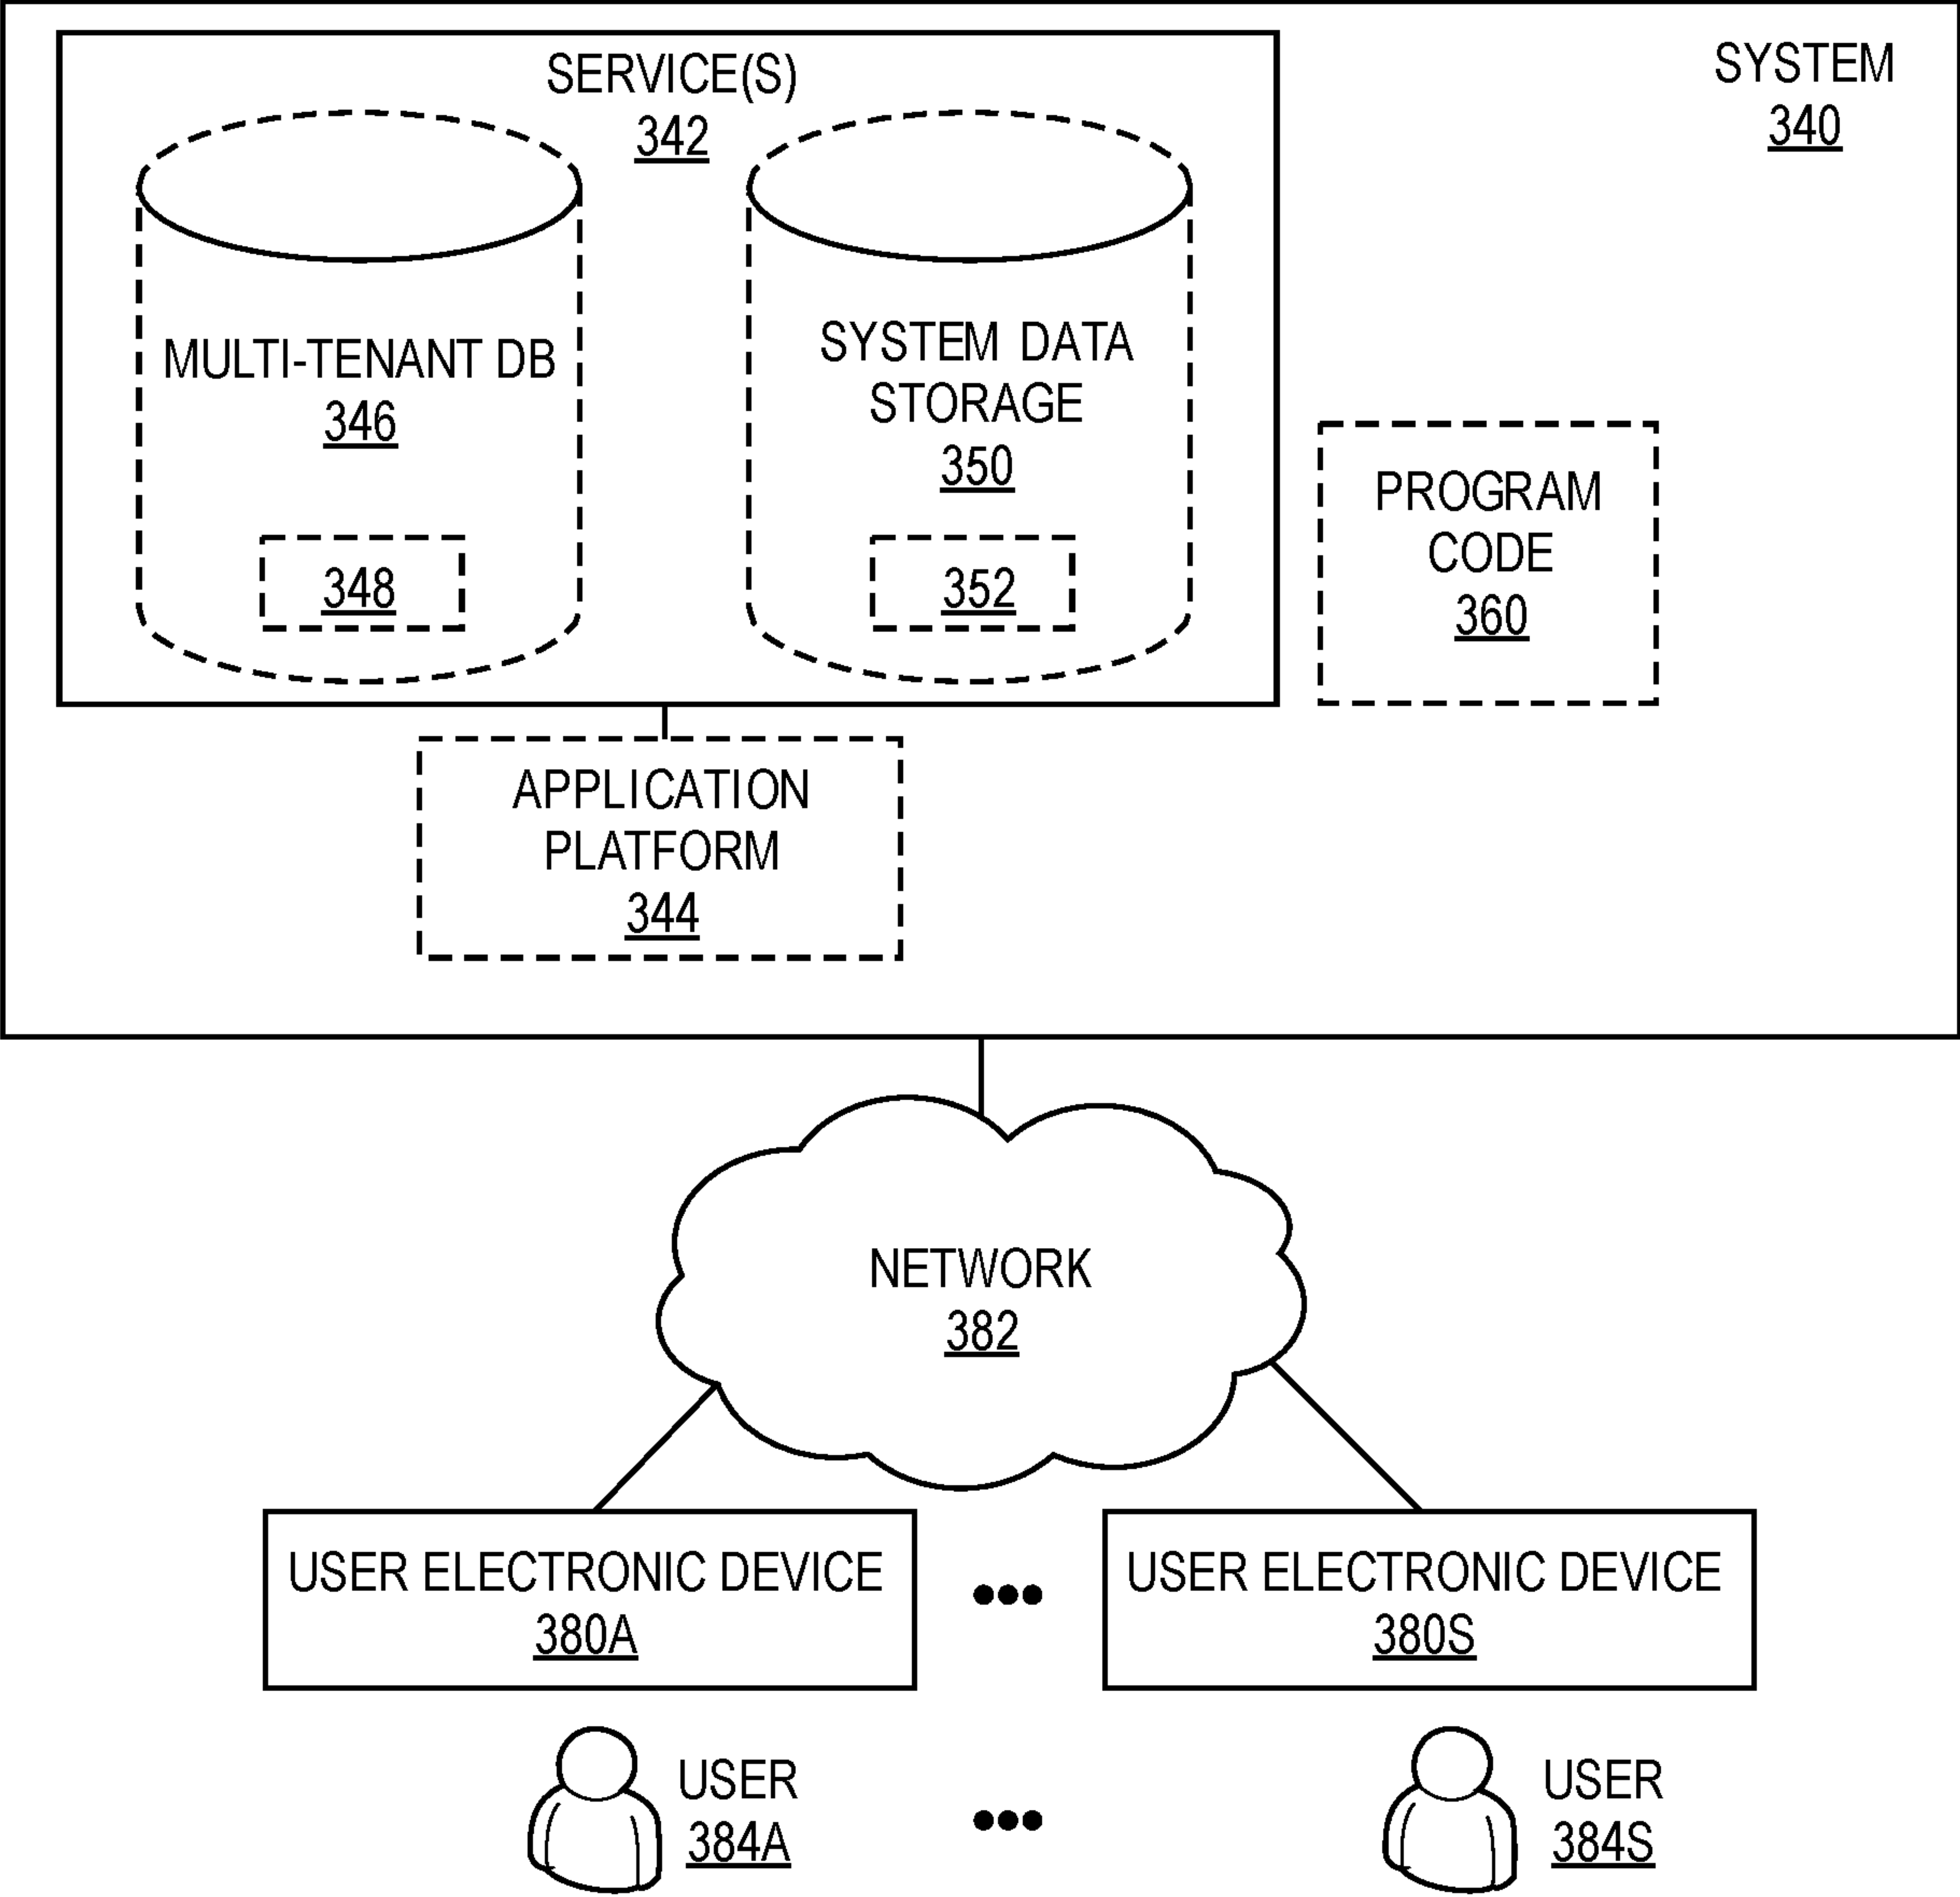 SERVICE(S)
342
SYSTEM
340
MULTI-TENANT DB
346
348
SYSTEM DATA
STORAGE
350
352
PROGRAM
CODE
360
APPLICATION
PLATFORM
344
NETWORK
382
USER ELECTRONIC DEVICE
380A
USER ELECTRONIC DEVICE
380S
USER
384A
USER
384S